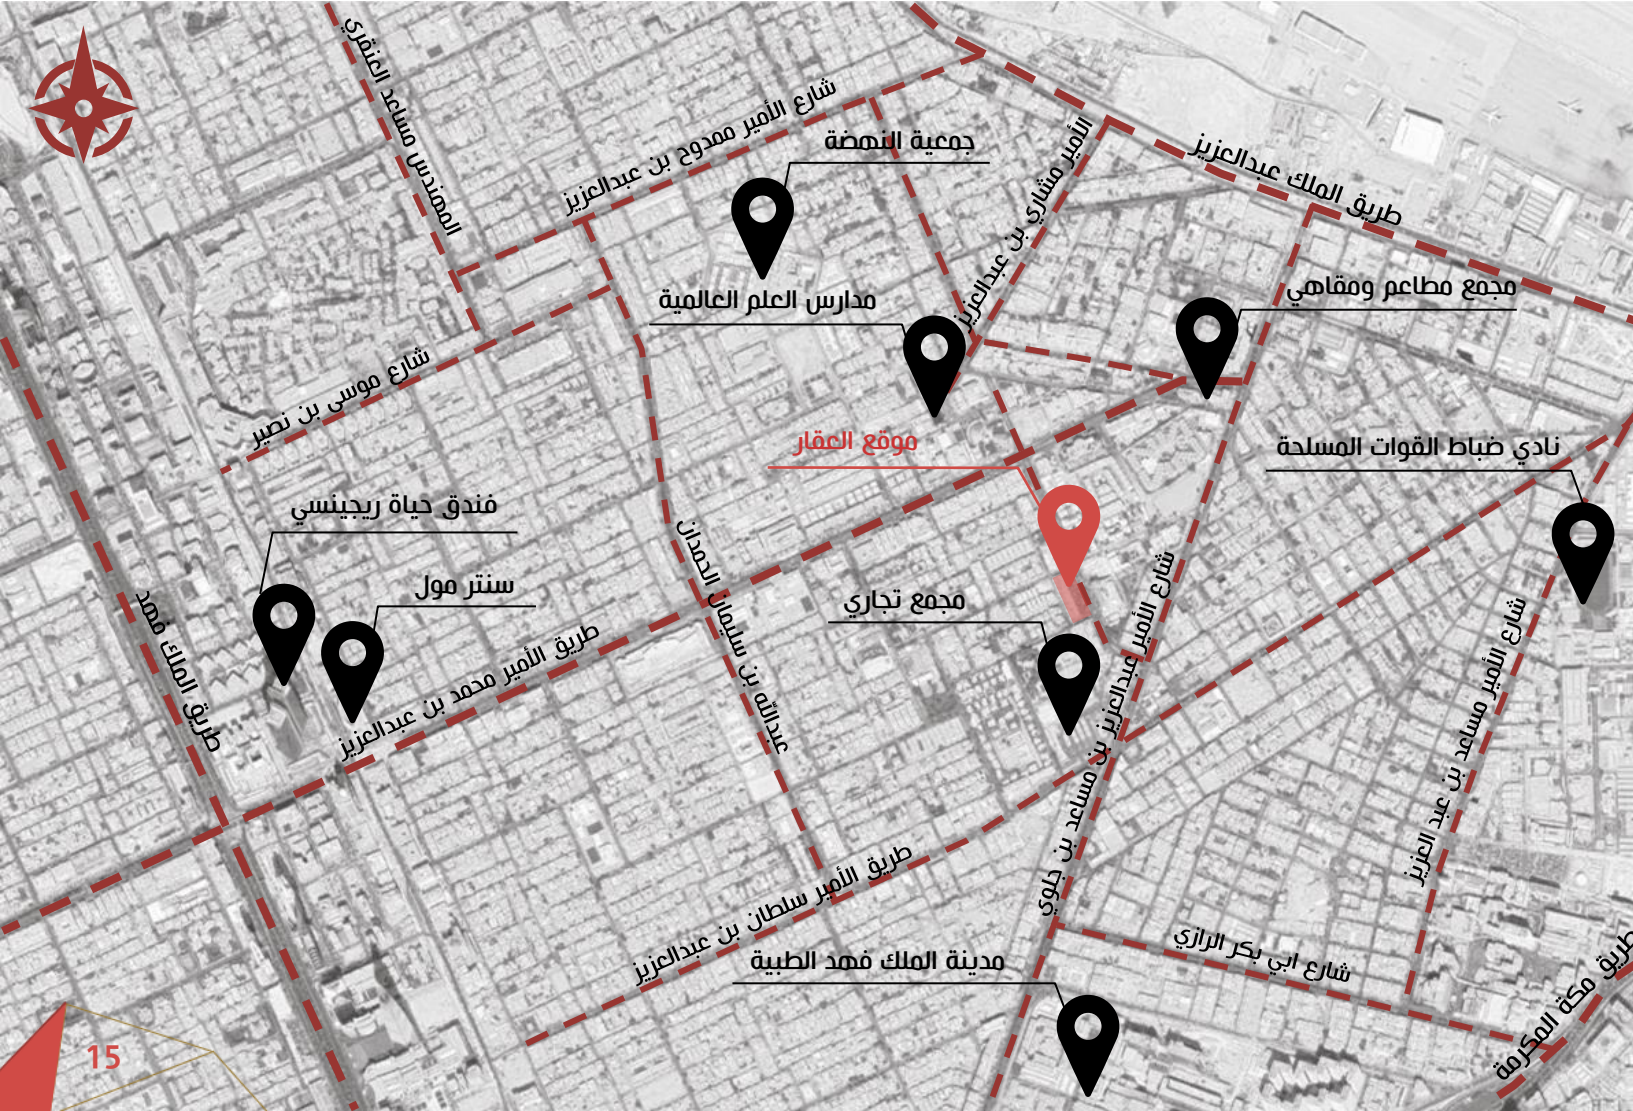 المهندس مساعد العنقري
شارع الأمير ممدوح بن عبدالعزيز
جمعية النهضة
الأمير مشاري بن عبدالعزيز
طريق الملك عبدالعزيز
مدارس العلم العالمية
مجمع مطاعم ومقاهي
شارع موسى بن نصير
موقع العقار
نادي ضباط القوات المسلحة
فندق حياة ريجينسي
سنتر مول
عبدالله بن سليمان الحمدان
مجمع تجاري
شارع الأمير عبدالعزيز بن مساعد بن جلوي
شارع الأمير مساعد بن عبد العزيز
طريق الملك فهد
طريق الأمير محمد بن عبدالعزيز
طريق الأمير سلطان بن عبدالعزيز
مدينة الملك فهد الطبية
شارع ابي بكر الرازي
طريق مكة المكرمة
15